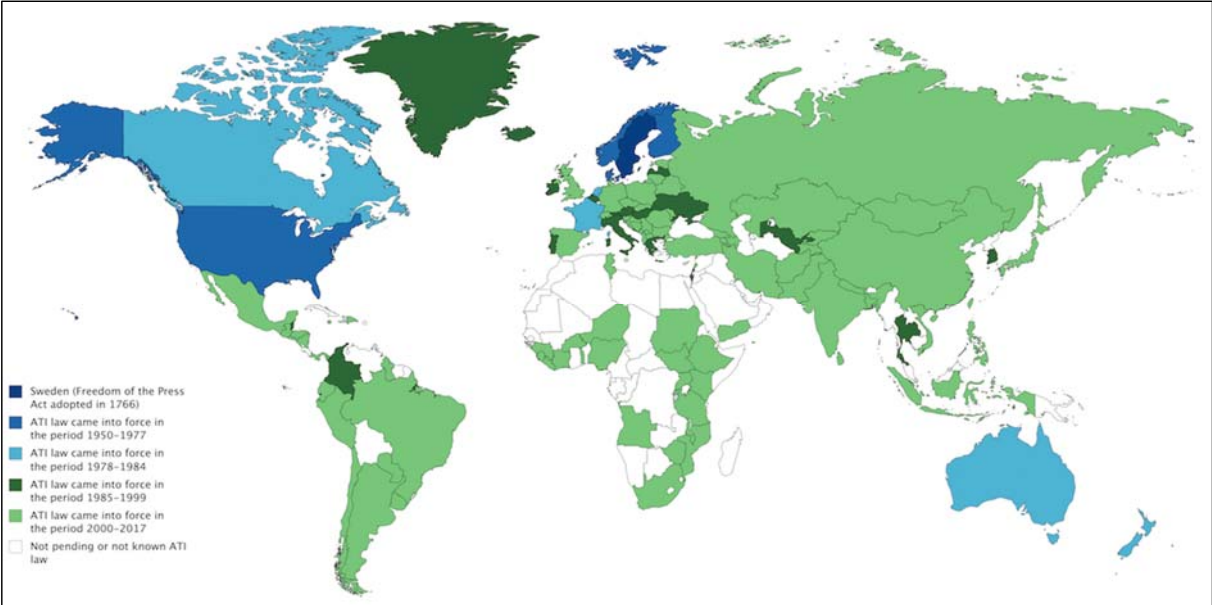 Sweden (Freedom of the Press
Act adopted in 1766)
ATI law came into force in
the period 1950–1977
ATI law came into force in
the period 1978–1984
ATI law came into force in
the period 1985–1999
ATI law came into force in
the period 2000–2017
Not pending or not known ATI
law